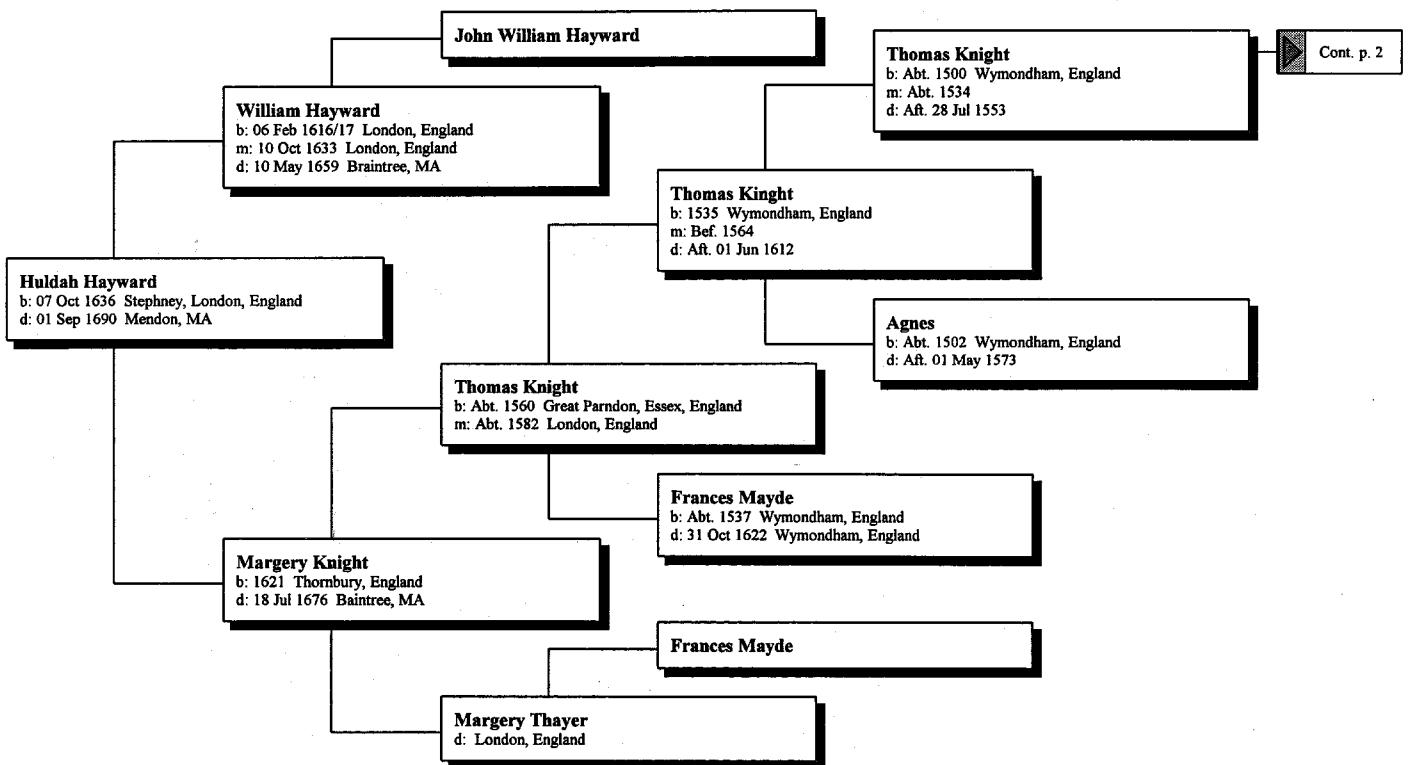 John William Hayward
Thomas Knight
b: Abt. 1500 Wymondham, England
m: Abt. 1534
d: Aft. 28 Jul 1553
Cont. p. 2
William Hayward
b: 06 Feb 1616/17 London, England
m: 10 Oct 1633 London, England
d: 10 May 1659 Braintree, MA
Thomas Kinght
b: 1535 Wymondham, England
m: Bef. 1564
d: Aft. 01 Jun 1612
Huldah Hayward
b: 07 Oct 1636 Stephney, London, England
d: 01 Sep 1690 Mendon, MA
Agnes
b: Abt. 1502 Wymondham, England
d: Aft. 01 May 1573
Thomas Knight
b: Abt. 1560 Great Parndon, Essex, England
m: Abt. 1582 London, England
Frances Mayde
b: Abt. 1537 Wymondham, England
d: 31 Oct 1622 Wymondham, England
Margery Knight
b: 1621 Thornbury, England
d: 18 Jul 1676 Baintree, MA
Frances Mayde
Margery Thayer
d: London, England